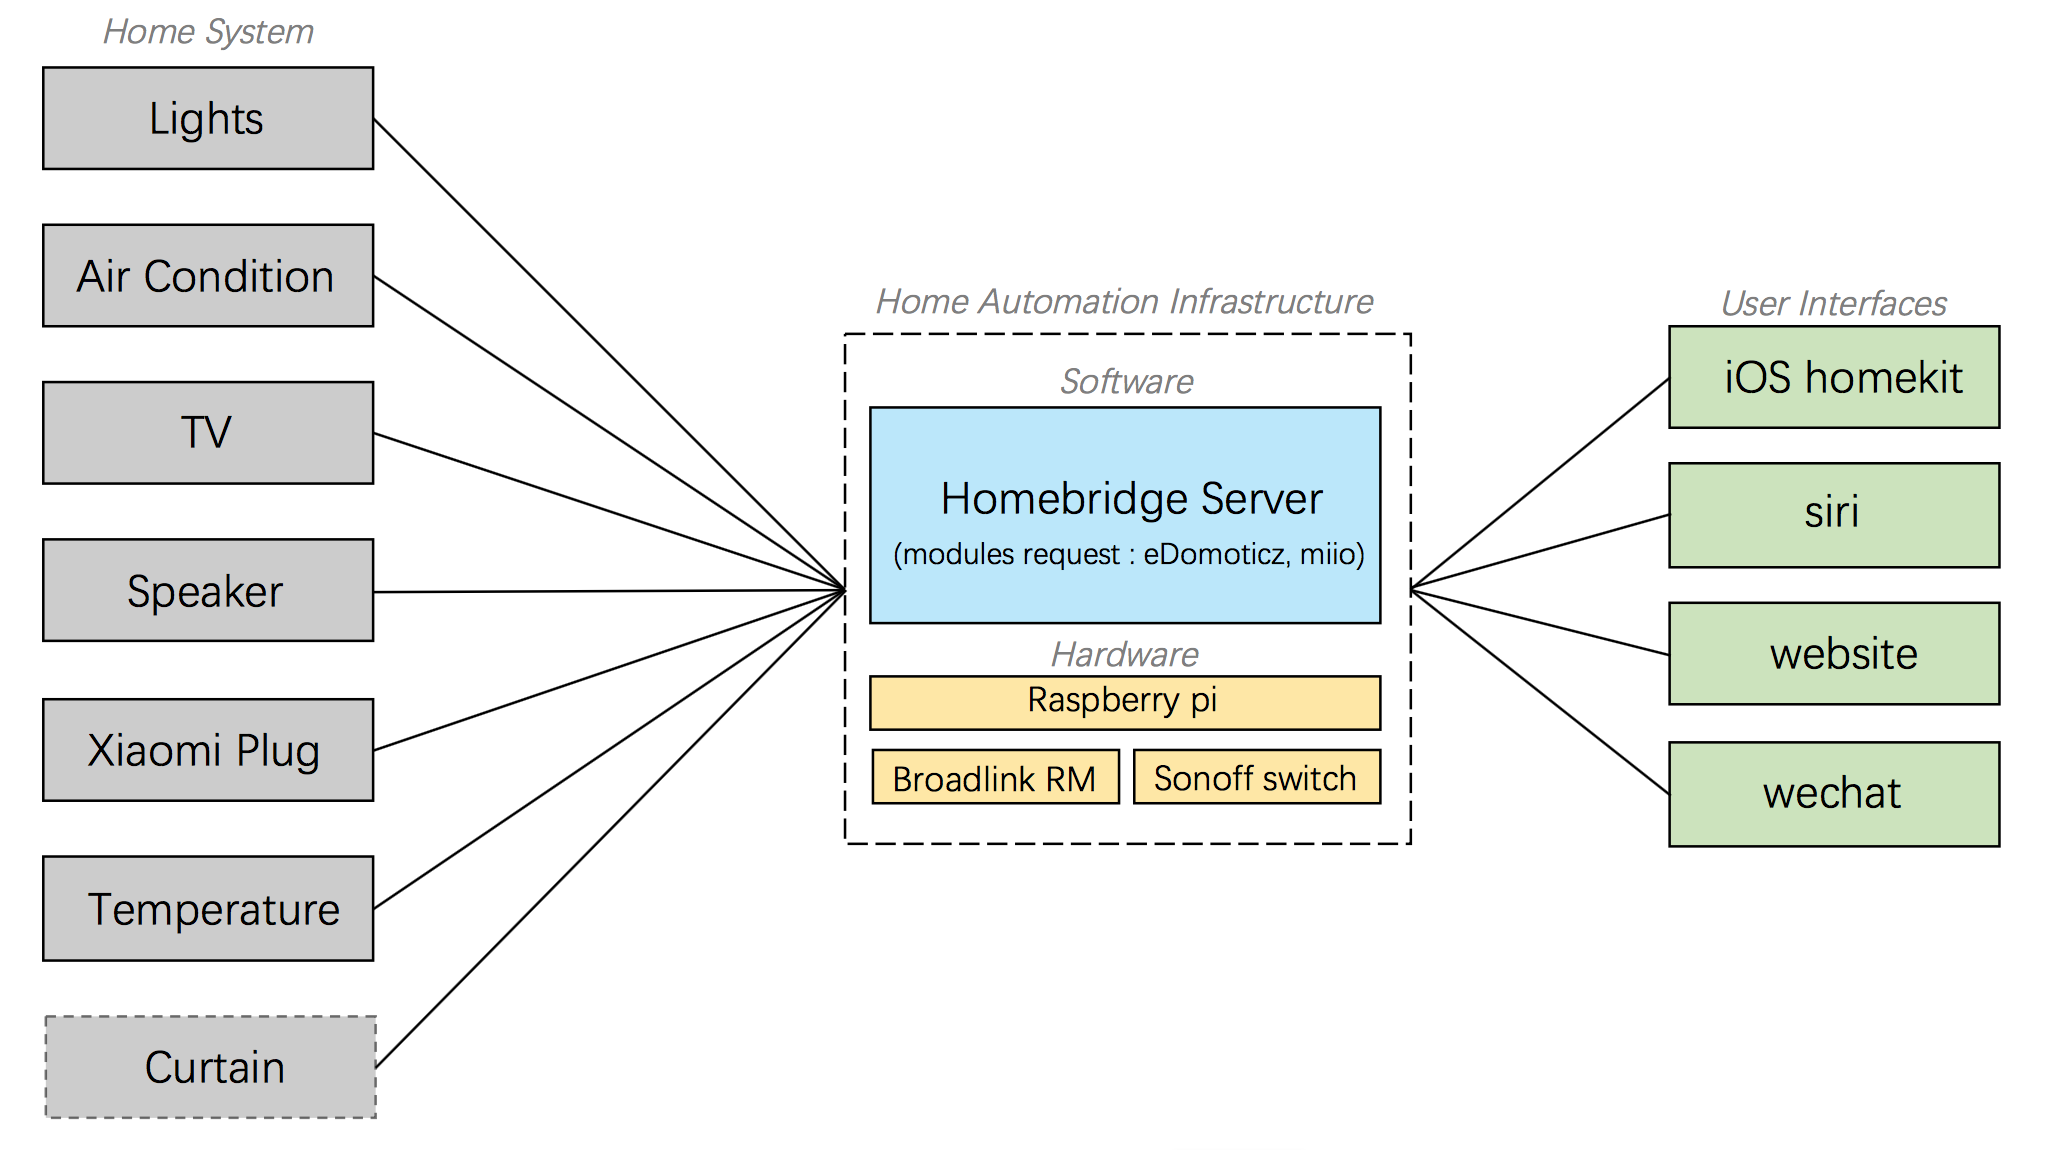 Home System
Lights
Air Condition
TV
Speaker
Xiaomi Plug
Temperature
Curtain
Home Automation Infrastructure
Software
Homebridge Server
(modules request : eDomoticz, miio)
Hardware
Raspberry pi
Broadlink RM
Sonoff switch
User Interfaces
iOS homekit
siri
website
wechat